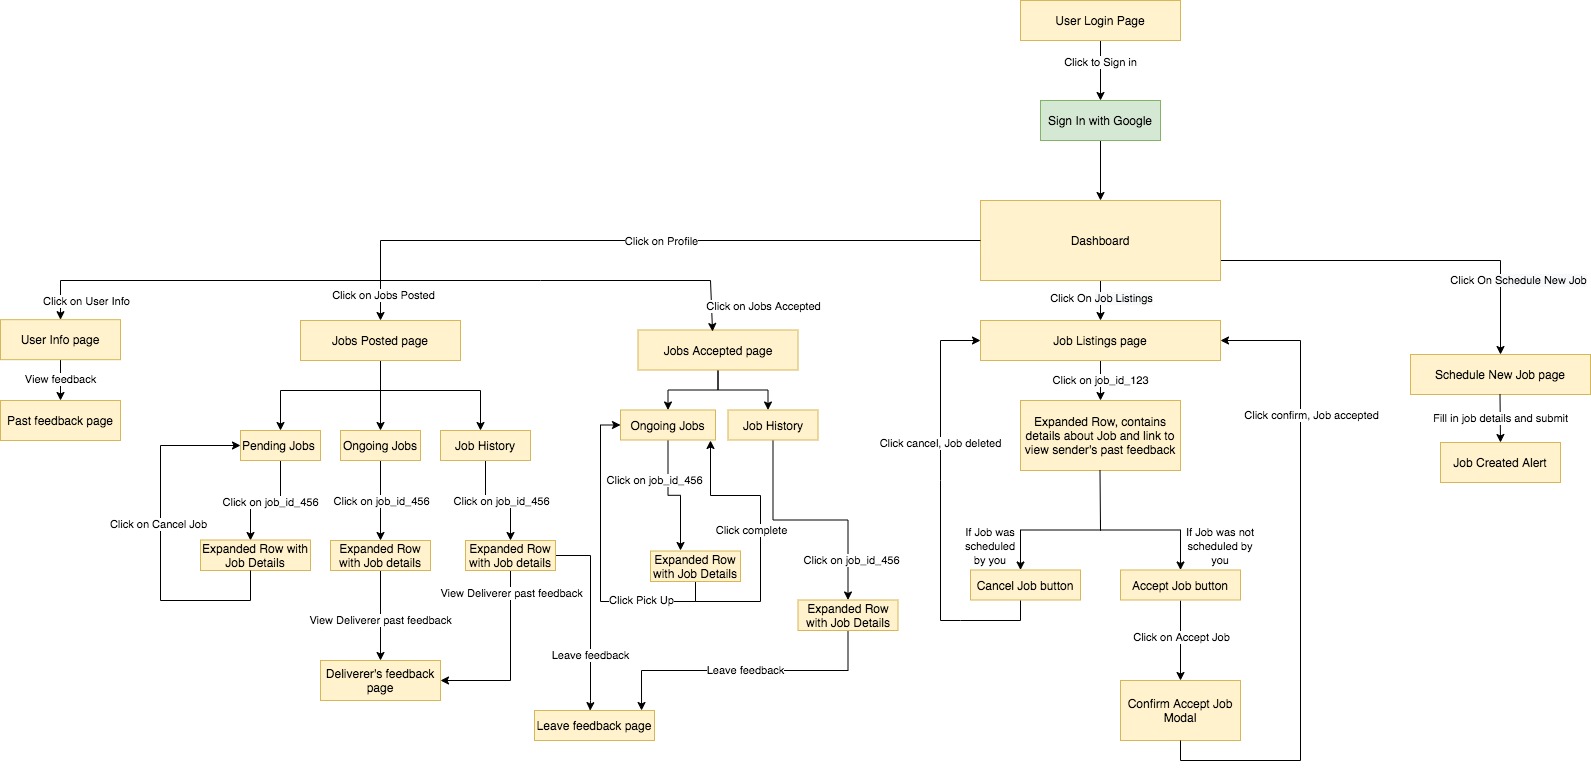 User Login Page
Click to Sign in
Sign In with Google
Dashboard
Click on Profile
Click On Schedule New Job
Click on User Info
Click on Jobs Posted
Click on Jobs Accepted
Click On Job Listings
User Info page
Jobs Posted page
Jobs Accepted page
Job Listings page
Schedule New Job page
View feedback
Click on job_id_123
Past feedback page
Click confirm, Job accepted
Fill in job details and submit
Pending Jobs
Ongoing Jobs
Job History
Ongoing Jobs
Job History
Click cancel, Job deleted
Expanded Row, contains
details about Job and link to
view sender's past feedback
Job Created Alert
Click on job_id_456
Click on job_id_456
Click on job_id_456
Click on job_id_456
Click on Cancel Job
Click complete
If Job was
scheduled
by you
If Job was not
scheduled by
you
Expanded Row with
Job Details
Expanded Row
with Job details
Expanded Row
with Job details
Expanded Row
with Job Details
Click on job_id_456
Cancel Job button
Accept Job button
View Deliverer past feedback
Click Pick Up
Expanded Row
with Job Details
View Deliverer past feedback
Click on Accept Job
Leave feedback
Leave feedback
Deliverer's feedback
page
Confirm Accept Job
Modal
Leave feedback page